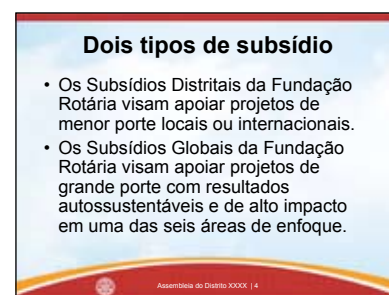 Dois tipos de subsídio
• Os Subsídios Distritais da Fundação
Rotária visam apoiar projetos de
menor porte locais ou internacionais.
• Os Subsídios Globais da Fundação
Rotária visam apoiar projetos de
grande porte com resultados
autossustentáveis e de alto impacto
em uma das seis áreas de enfoque.
Assembleia do Distrito XXXX | 4